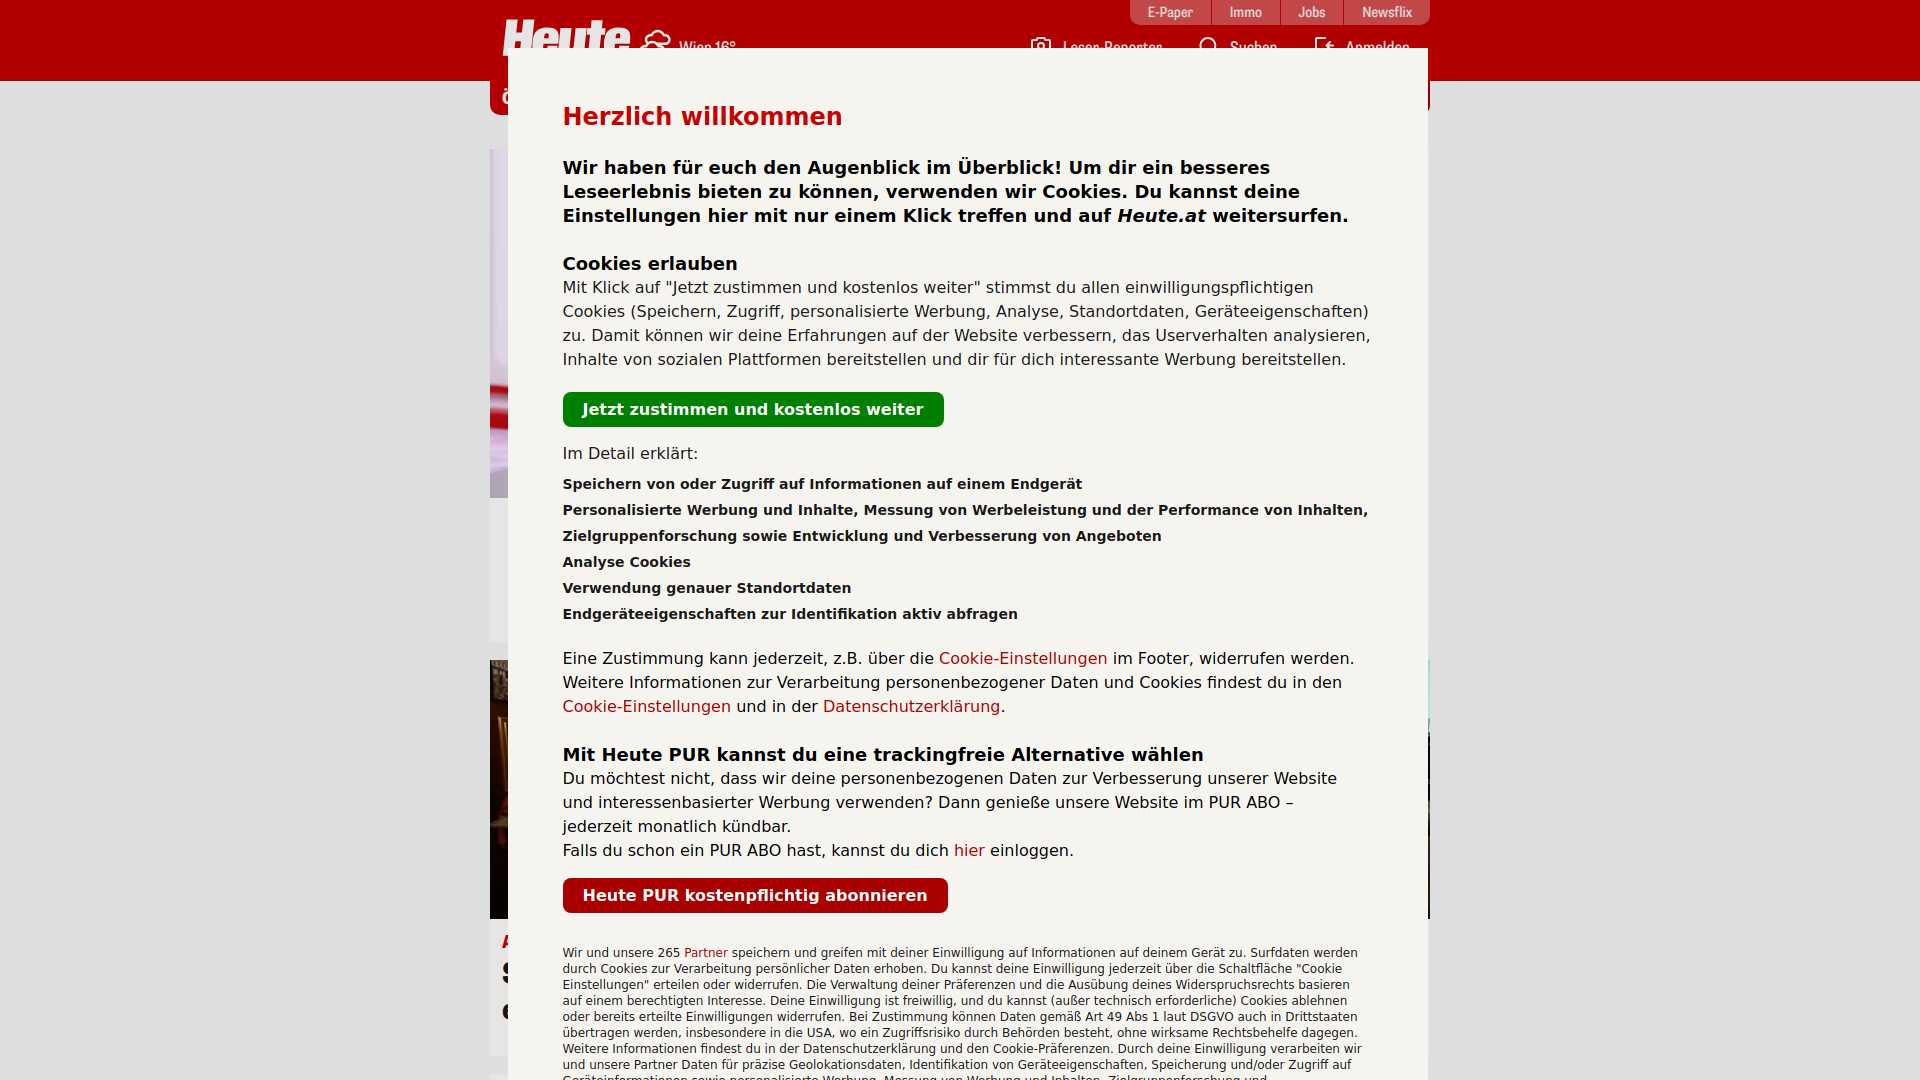 E-Paper
Immo
Jobs
Newsflix
Heute
Wien 16°
Leser-Reporter
Suchen
Anmelden
Herzlich willkommen
Wir haben für euch den Augenblick im Überblick! Um dir ein besseres
Leseerlebnis bieten zu können, verwenden wir Cookies. Du kannst deine
Einstellungen hier mit nur einem Klick treffen und auf Heute.at weitersurfen.
Cookies erlauben
Mit Klick auf "Jetzt zustimmen und kostenlos weiter" stimmst du allen einwilligungspflichtigen
Cookies (Speichern, Zugriff, personalisierte Werbung, Analyse, Standortdaten, Geräteeigenschaften)
zu. Damit können wir deine Erfahrungen auf der Website verbessern, das Userverhalten analysieren,
Inhalte von sozialen Plattformen bereitstellen und dir für dich interessante Werbung bereitstellen.
Jetzt zustimmen und kostenlos weiter
Im Detail erklärt:
Speichern von oder Zugriff auf Informationen auf einem Endgerät
Personalisierte Werbung und Inhalte, Messung von Werbeleistung und der Performance von Inhalten,
Zielgruppenforschung sowie Entwicklung und Verbesserung von Angeboten
Analyse Cookies
Verwendung genauer Standortdaten
Endgeräteeigenschaften zur Identifikation aktiv abfragen
Eine Zustimmung kann jederzeit, z.B. über die Cookie-Einstellungen im Footer, widerrufen werden.
Weitere Informationen zur Verarbeitung personenbezogener Daten und Cookies findest du in den
Cookie-Einstellungen und in der Datenschutzerklärung.
Mit Heute PUR kannst du eine trackingfreie Alternative wählen
Du möchtest nicht, dass wir deine personenbezogenen Daten zur Verbesserung unserer Website
und interessenbasierter Werbung verwenden? Dann genieße unsere Website im PUR ABO –
jederzeit monatlich kündbar.
Falls du schon ein PUR ABO hast, kannst du dich hier einloggen.
Heute PUR kostenpflichtig abonnieren
Wir und unsere 265 Partner speichern und greifen mit deiner Einwilligung auf Informationen auf deinem Gerät zu. Surfdaten werden
durch Cookies zur Verarbeitung persönlicher Daten erhoben. Du kannst deine Einwilligung jederzeit über die Schaltfläche "Cookie
Einstellungen" erteilen oder widerrufen. Die Verwaltung deiner Präferenzen und die Ausübung deines Widerspruchsrechts basieren
auf einem berechtigten Interesse. Deine Einwilligung ist freiwillig, und du kannst (außer technisch erforderliche) Cookies ablehnen
oder bereits erteilte Einwilligungen widerrufen. Bei Zustimmung können Daten gemäß Art 49 Abs 1 laut DSGVO auch in Drittstaaten
übertragen werden, insbesondere in die USA, wo ein Zugriffsrisiko durch Behörden besteht, ohne wirksame Rechtsbehelfe dagegen.
Weitere Informationen findest du in der Datenschutzerklärung und den Cookie-Präferenzen. Durch deine Einwilligung verarbeiten wir
und unsere Partner Daten für präzise Geolokationsdaten, Identifikation von Geräteeigenschaften, Speicherung und/oder Zugriff auf
Geräteinformationen sowie personalisierte Werbung, Messung von Werbung und Inhalten, Zielgruppenforschung und